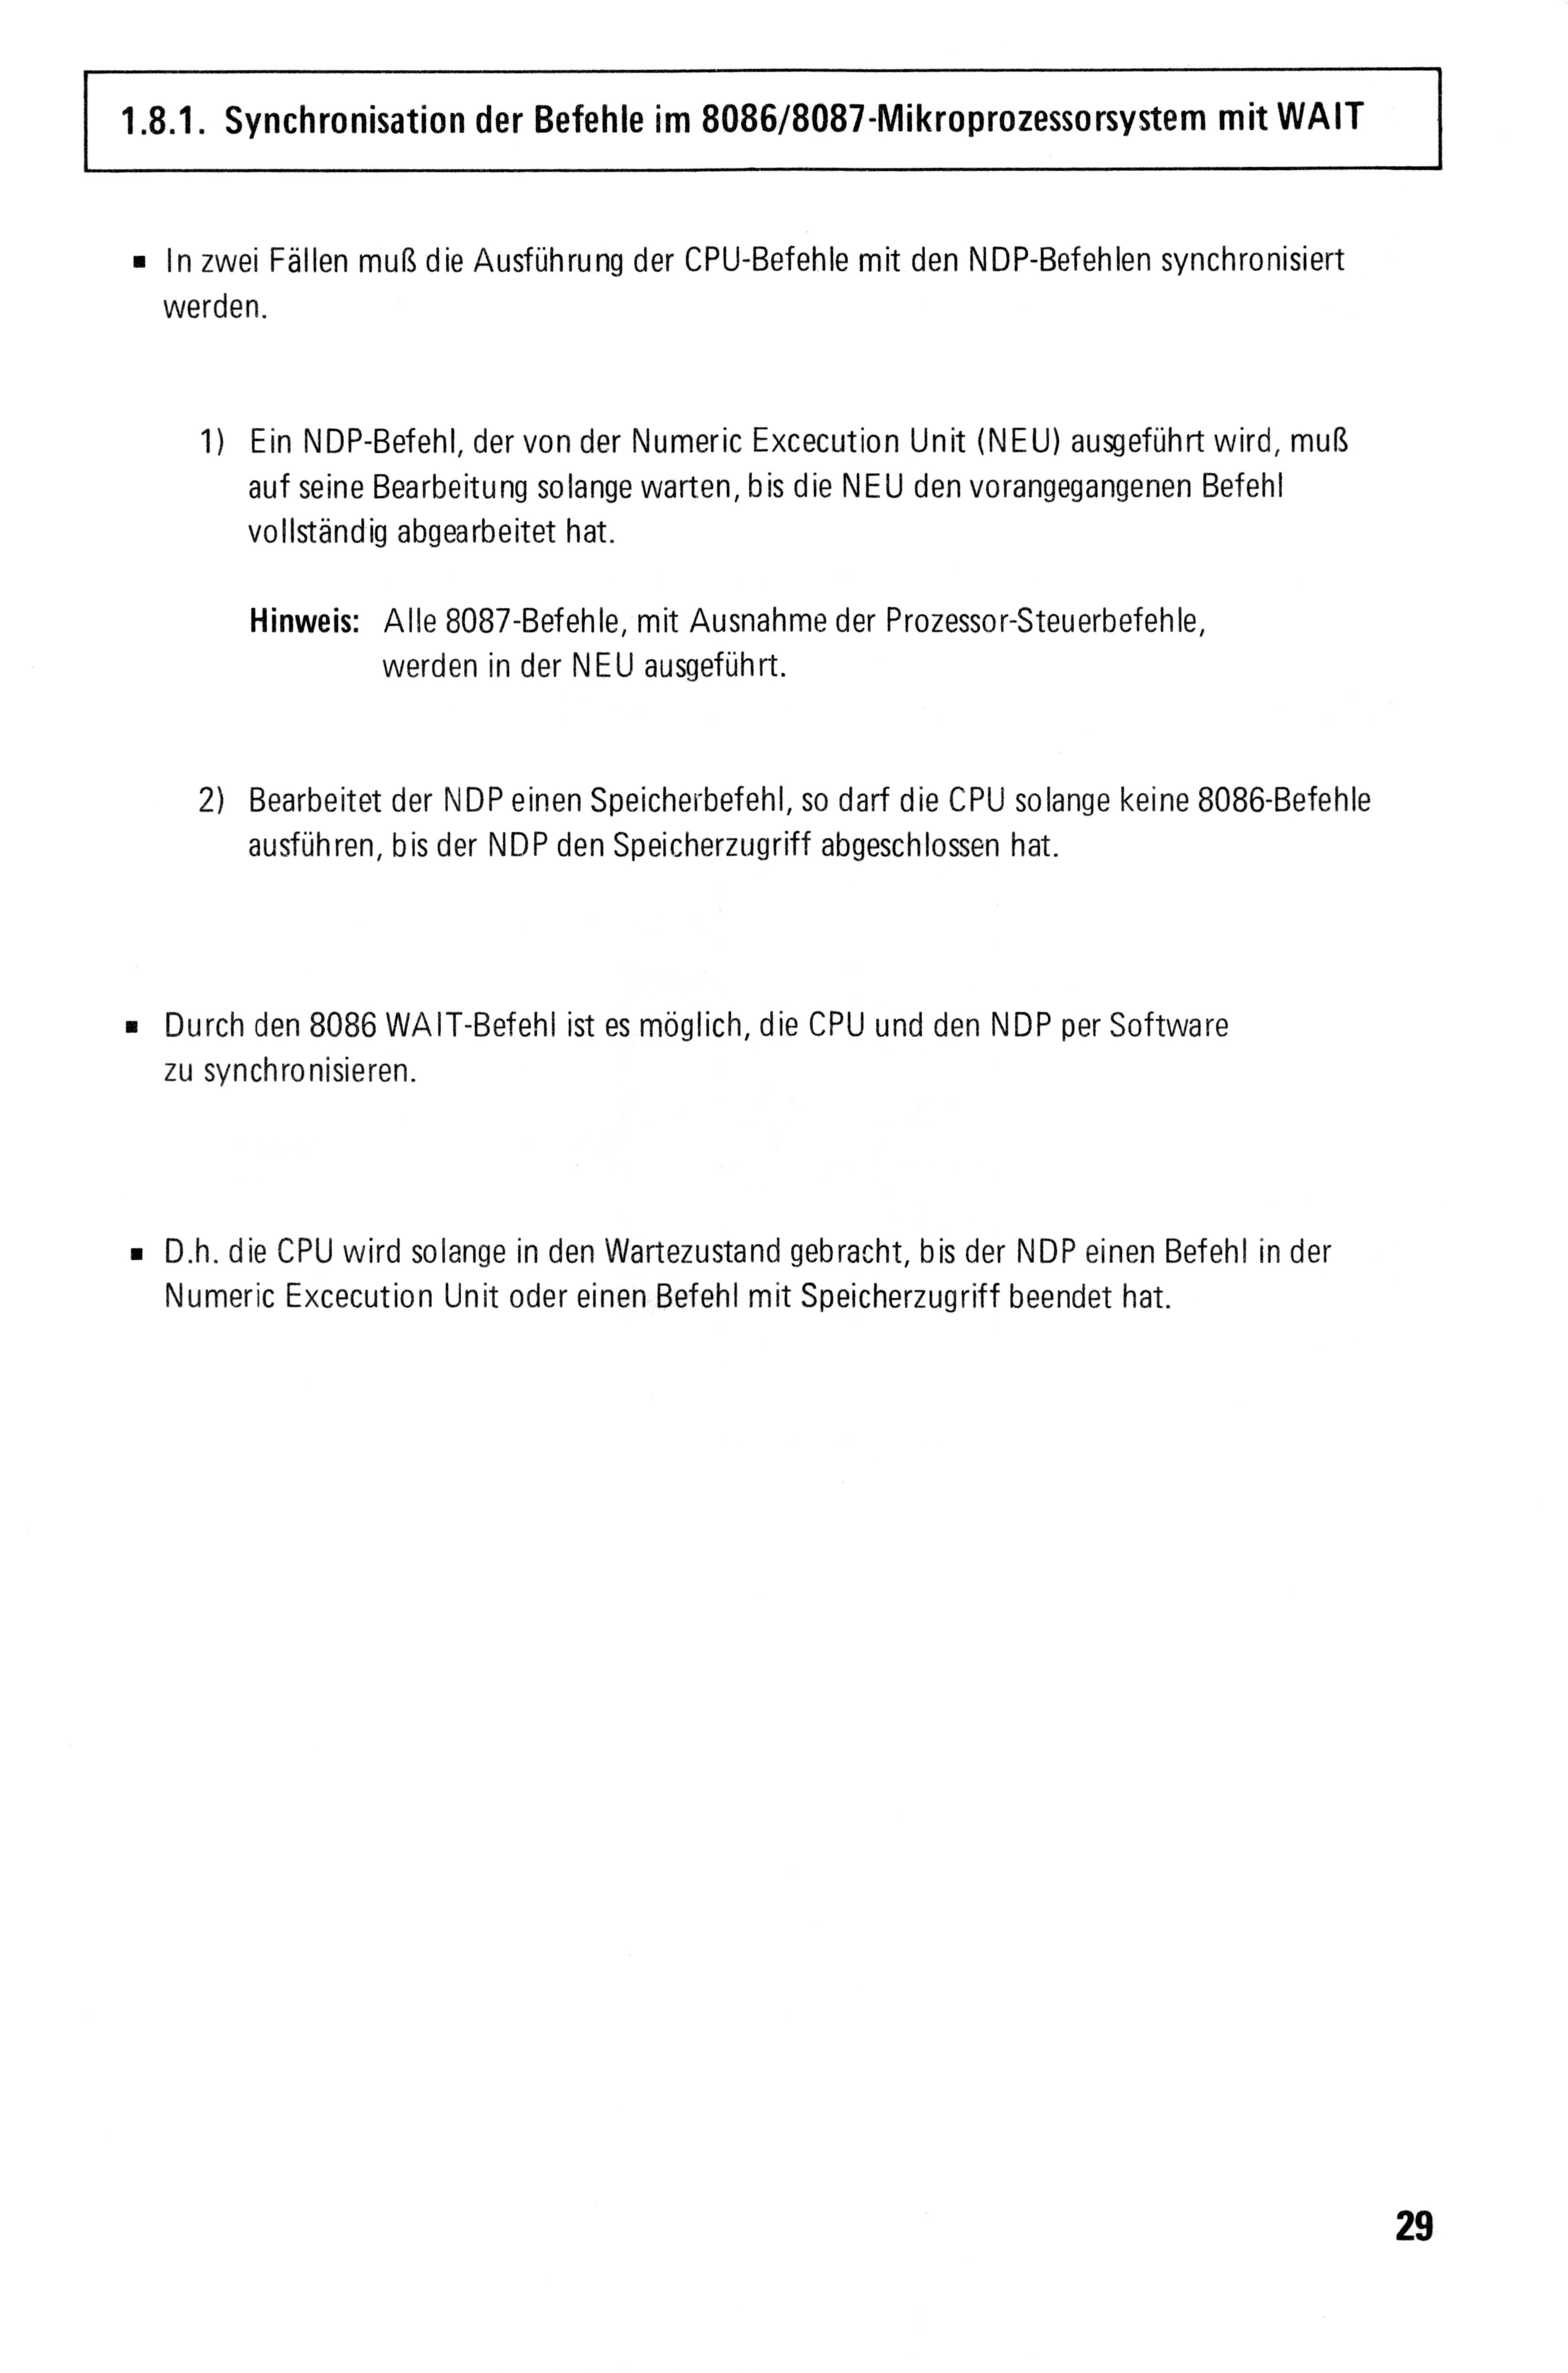 1.8.1. Synchronisation der Befehle im 8086/8087-Mikroprozessorsystem mit WAIT
▪ In zwei Fällen muß die Ausführung der CPU-Befehle mit den NDP-Befehlen synchronisiert
werden.
1) Ein NDP-Befehl, der von der Numeric Excecution Unit (NEU) ausgeführt wird, muß
auf seine Bearbeitung solange warten, bis die NEU den vorangegangenen Befehl
vollständig abgearbeitet hat.
Hinweis: Alle 8087-Befehle, mit Ausnahme der Prozessor-Steuerbefehle,
werden in der NEU ausgeführt.
2) Bearbeitet der NDP einen Speicherbefehl, so darf die CPU solange keine 8086-Befehle
ausführen, bis der NDP den Speicherzugriff abgeschlossen hat.
▪ Durch den 8086 WAIT-Befehl ist es möglich, die CPU und den NDP per Software
zu synchronisieren.
▪ D.h. die CPU wird solange in den Wartezustand gebracht, bis der NDP einen Befehl in der
Numeric Excecution Unit oder einen Befehl mit Speicherzugriff beendet hat.
29